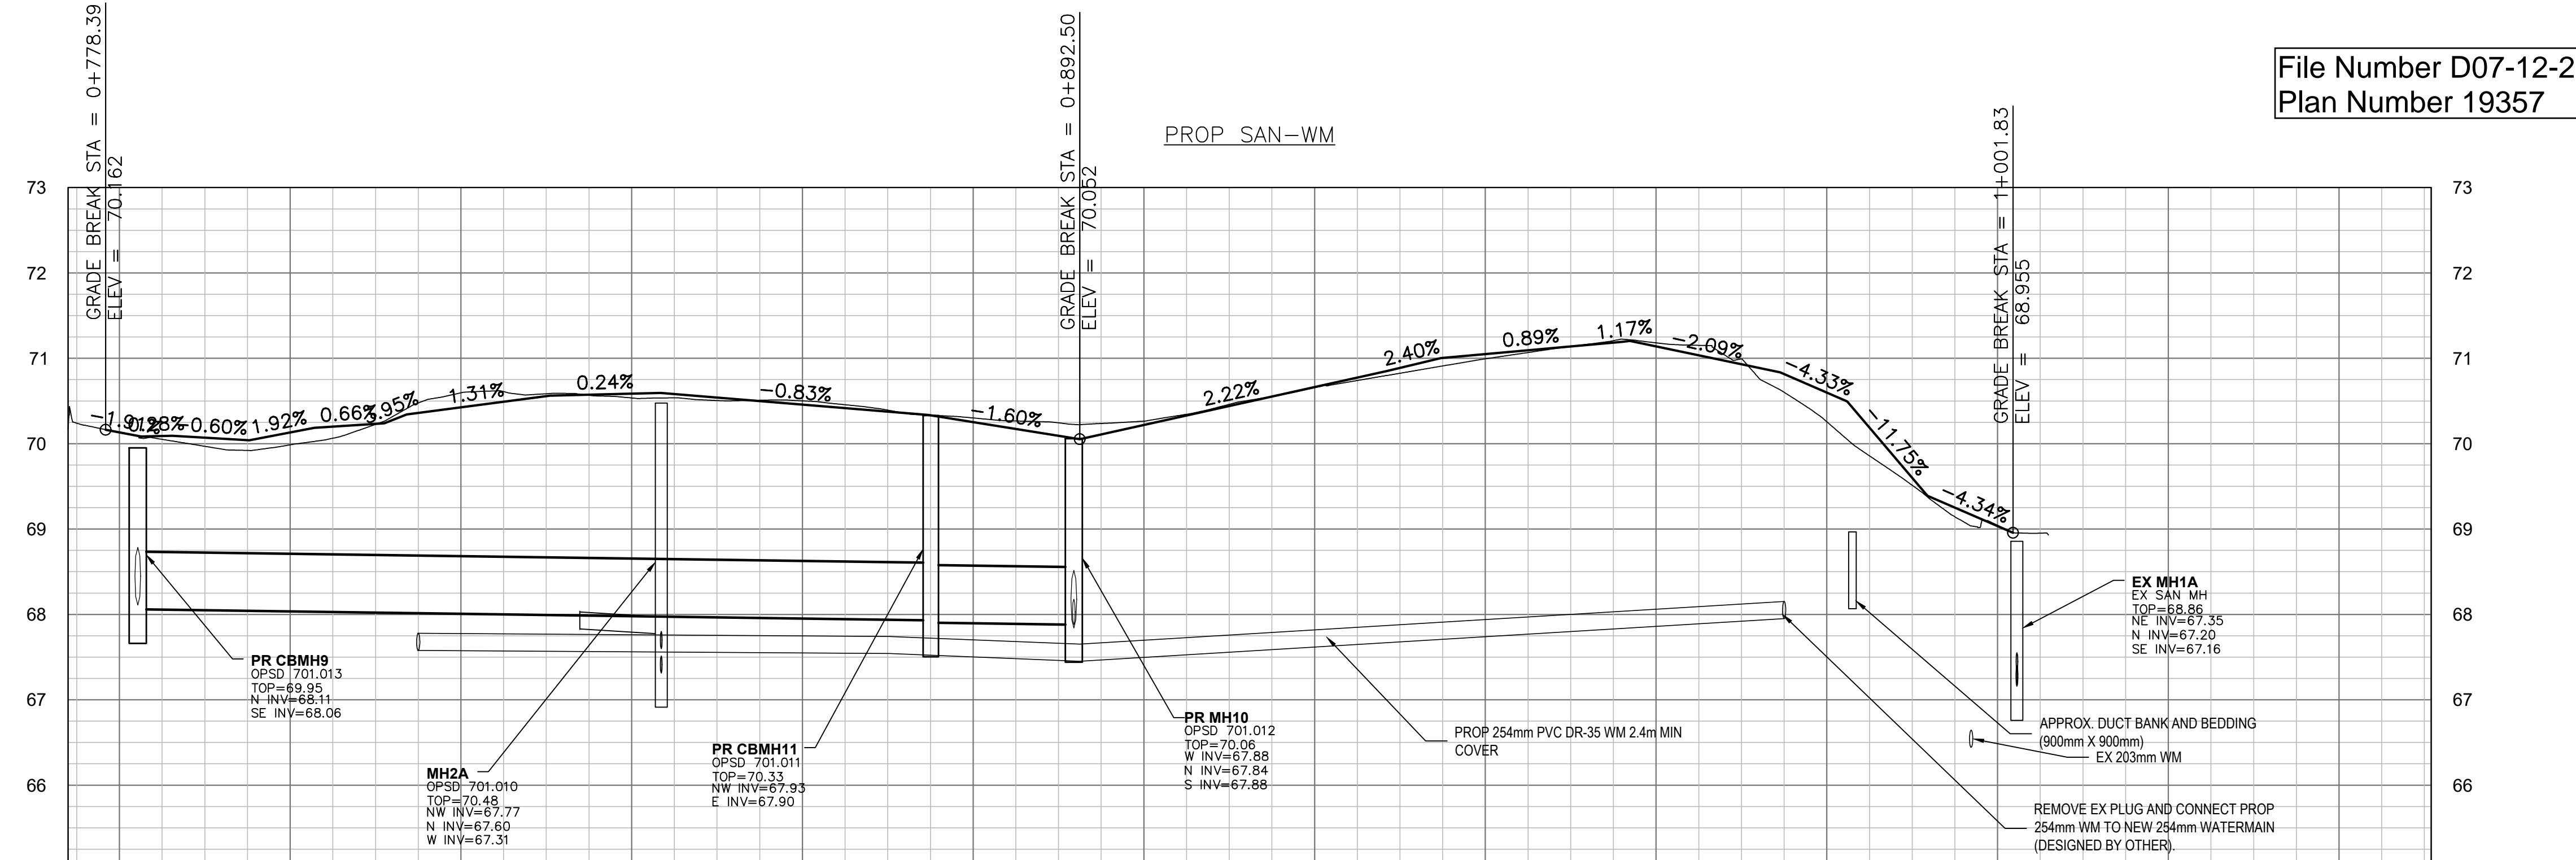 GRADE BREAK STA = 0+778.39
ELEV = 70.162
GRADE BREAK STA = 0+892.50
ELEV = 70.052
GRADE BREAK STA = 1+001.83
ELEV = 68.955
File Number D07-12-2
Plan Number 19357
PROP SAN-WM
73
73
72
72
71
71
70
70
69
69
68
68
67
67
66
66
0.28%
-0.60%
1.92%
0.66%
1.31%
0.24%
-0.83%
-1.60%
2.22%
2.40%
0.89%
1.17%
-2.09%
-4.33%
-11.75%
-4.34%
PR CBMH9
OPSD 701.013
TOP=69.95
N INV=68.11
SE INV=68.06
MH2A
OPSD 701.010
TOP=70.48
NW INV=67.77
N INV=67.60
W INV=67.31
PR CBMH11
OPSD 701.011
TOP=70.33
NW INV=67.93
E INV=67.90
PR MH10
OPSD 701.012
TOP=70.06
W INV=67.88
N INV=67.84
S INV=67.88
PROP 254mm PVC DR-35 WM 2.4m MIN
COVER
EX MH1A
EX SAN MH
TOP=68.86
NE INV=67.35
N INV=67.20
SE INV=67.16
APPROX. DUCT BANK AND BEDDING
(900mm X 900mm)
EX 203mm WM
REMOVE EX PLUG AND CONNECT PROP
254mm WM TO NEW 254mm WATERMAIN
(DESIGNED BY OTHER).